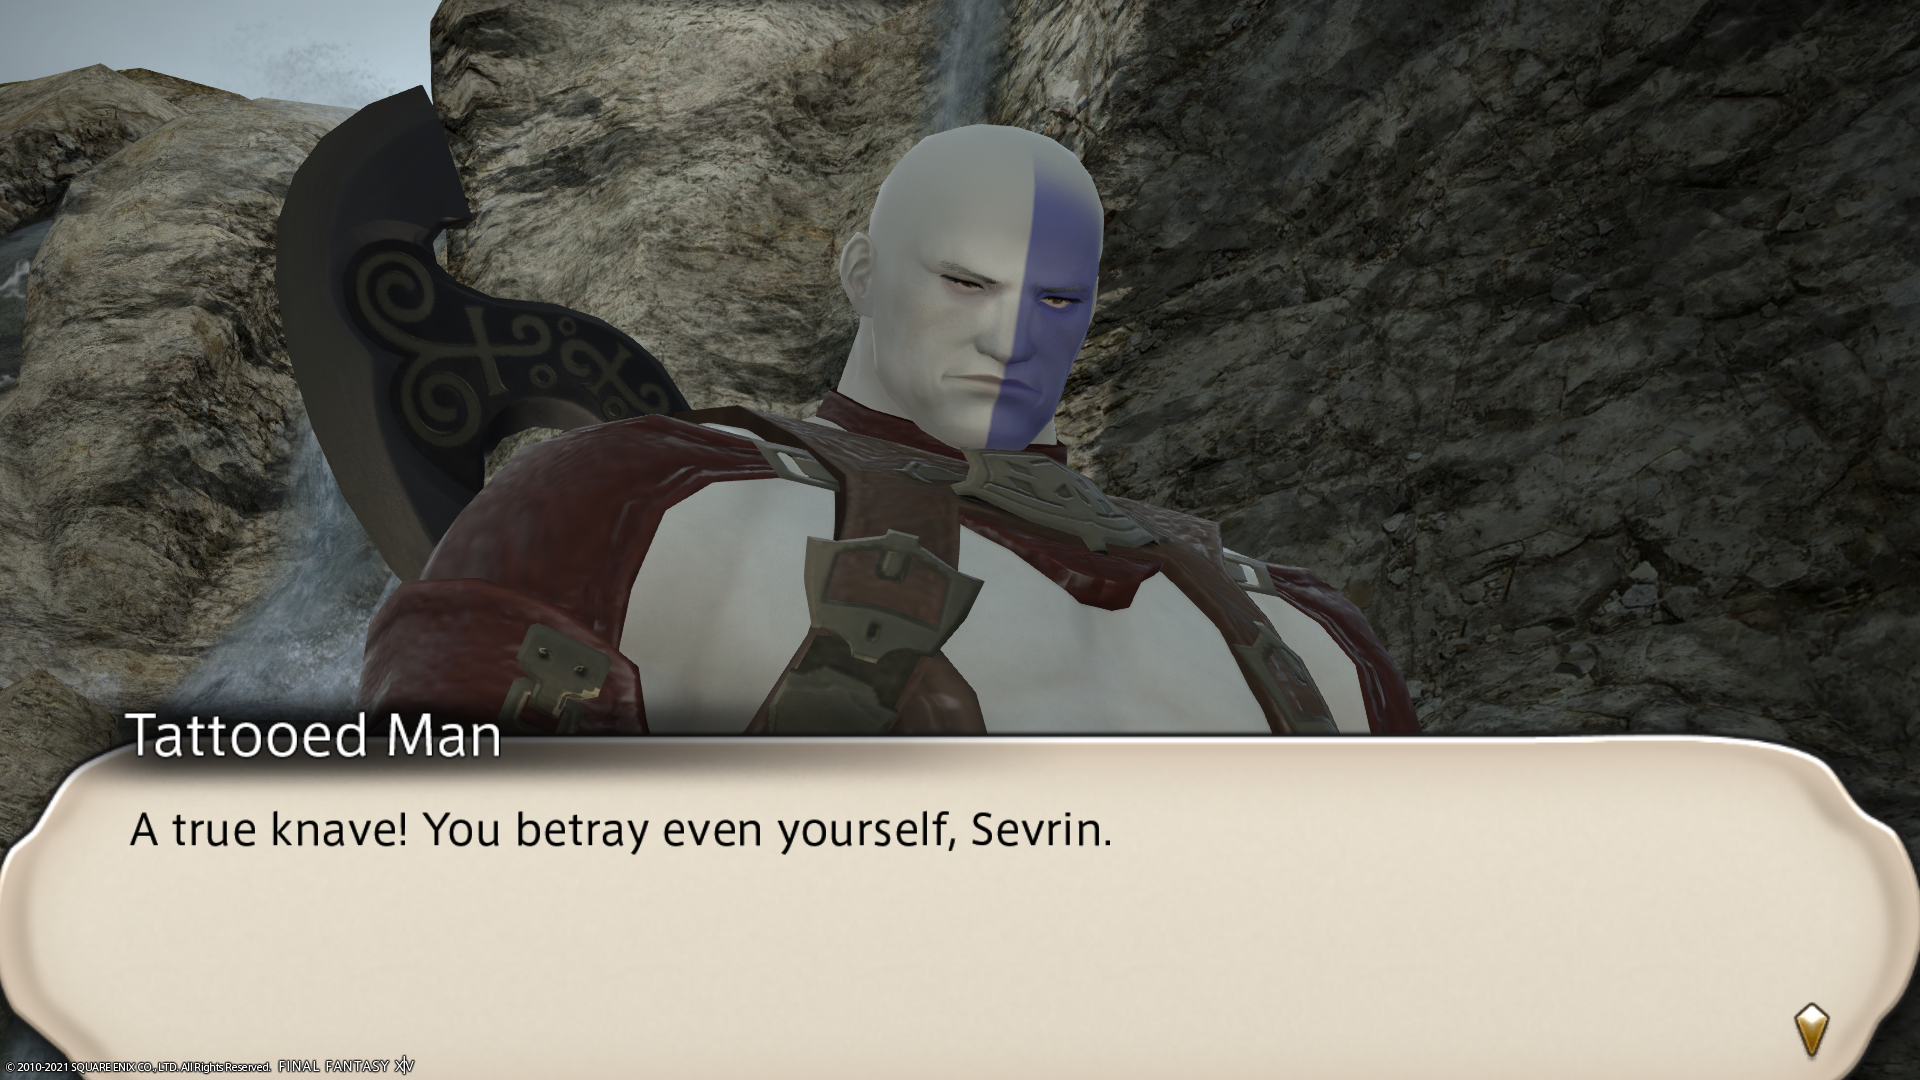 Tattooed Man
A true knave! You betray even yourself, Sevrin.
© 2010-2021 SQUARE ENIX CO., LTD. All Rights Reserved. FINAL FANTASY XIV